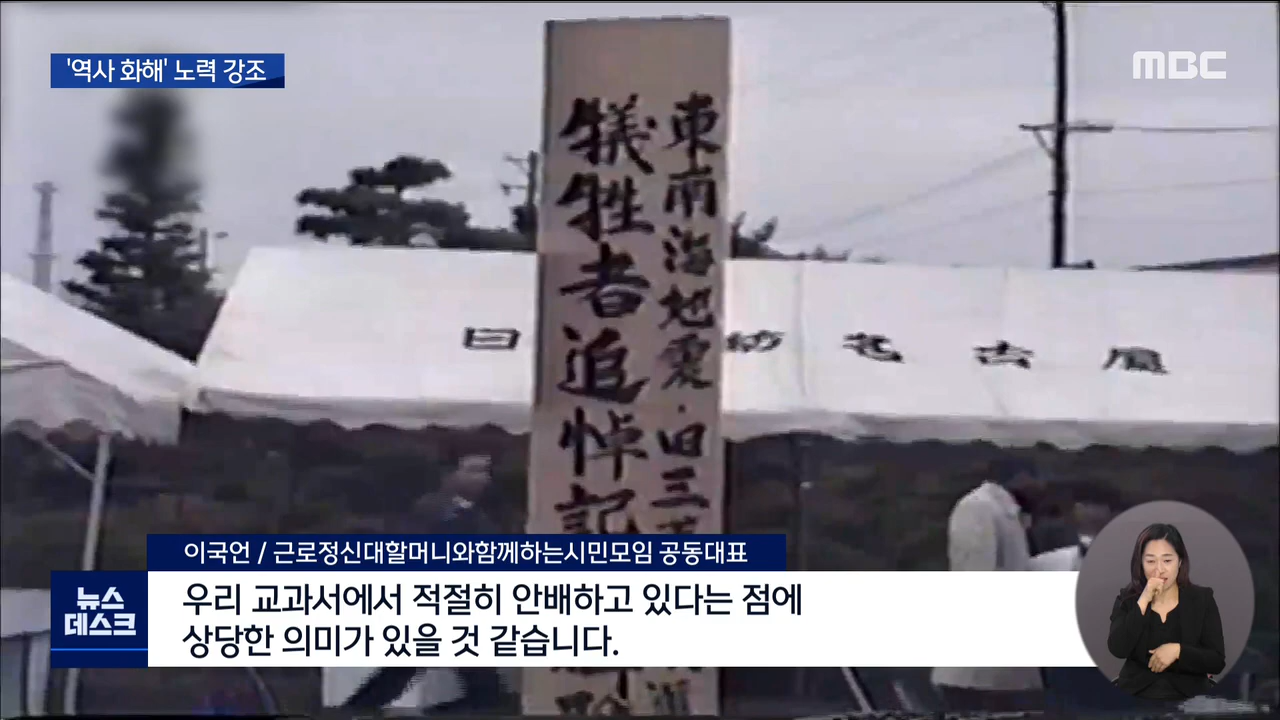 '역사 화해' 노력 강조
MBC
東南海地震・旧三菱
犠牲者追悼記
日
紡 名古屋
이국언 / 근로정신대할머니와함께하는시민모임 공동대표
뉴스
데스크
우리 교과서에서 적절히 안배하고 있다는 점에
상당한 의미가 있을 것 같습니다.